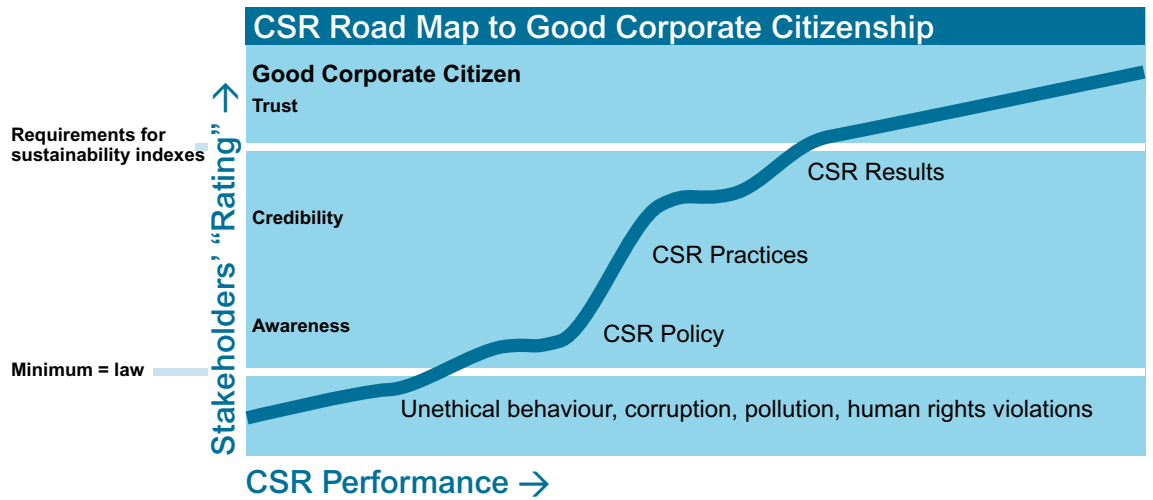 CSR Road Map to Good Corporate Citizenship
Good Corporate Citizen
Trust
Requirements for
sustainability indexes
Stakeholders’ “Rating” →
CSR Results
Credibility
CSR Practices
Awareness
CSR Policy
Minimum = law
Unethical behaviour, corruption, pollution, human rights violations
CSR Performance →